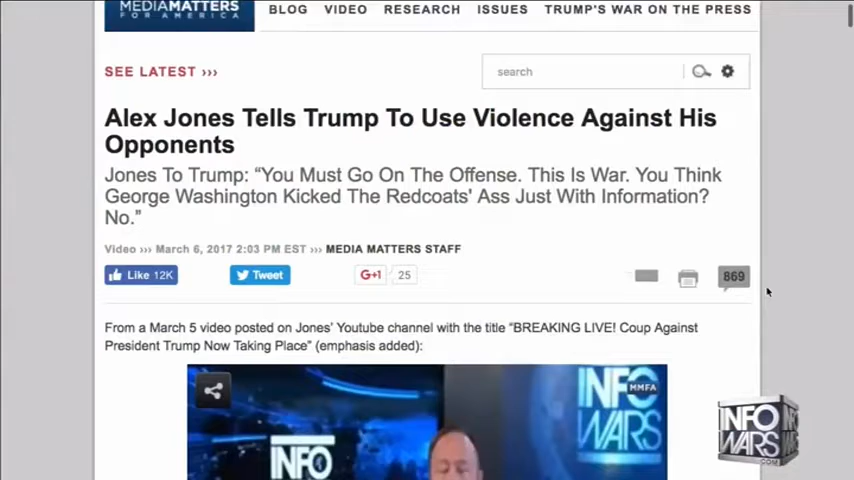 MEDIAMATTERS
FOR AMERICA
BLOG VIDEO RESEARCH ISSUES TRUMP'S WAR ON THE PRESS
SEE LATEST ›››
search
Alex Jones Tells Trump To Use Violence Against His
Opponents
Jones To Trump: “You Must Go On The Offense. This Is War. You Think
George Washington Kicked The Redcoats' Ass Just With Information?
No.”
Video ››› March 6, 2017 2:03 PM EST ››› MEDIA MATTERS STAFF
Like 12K
Tweet
G+1 25
869
From a March 5 video posted on Jones’ Youtube channel with the title “BREAKING LIVE! Coup Against
President Trump Now Taking Place” (emphasis added):
MMFA
INFO
WARS
INFO
INFO
WARS
.COM